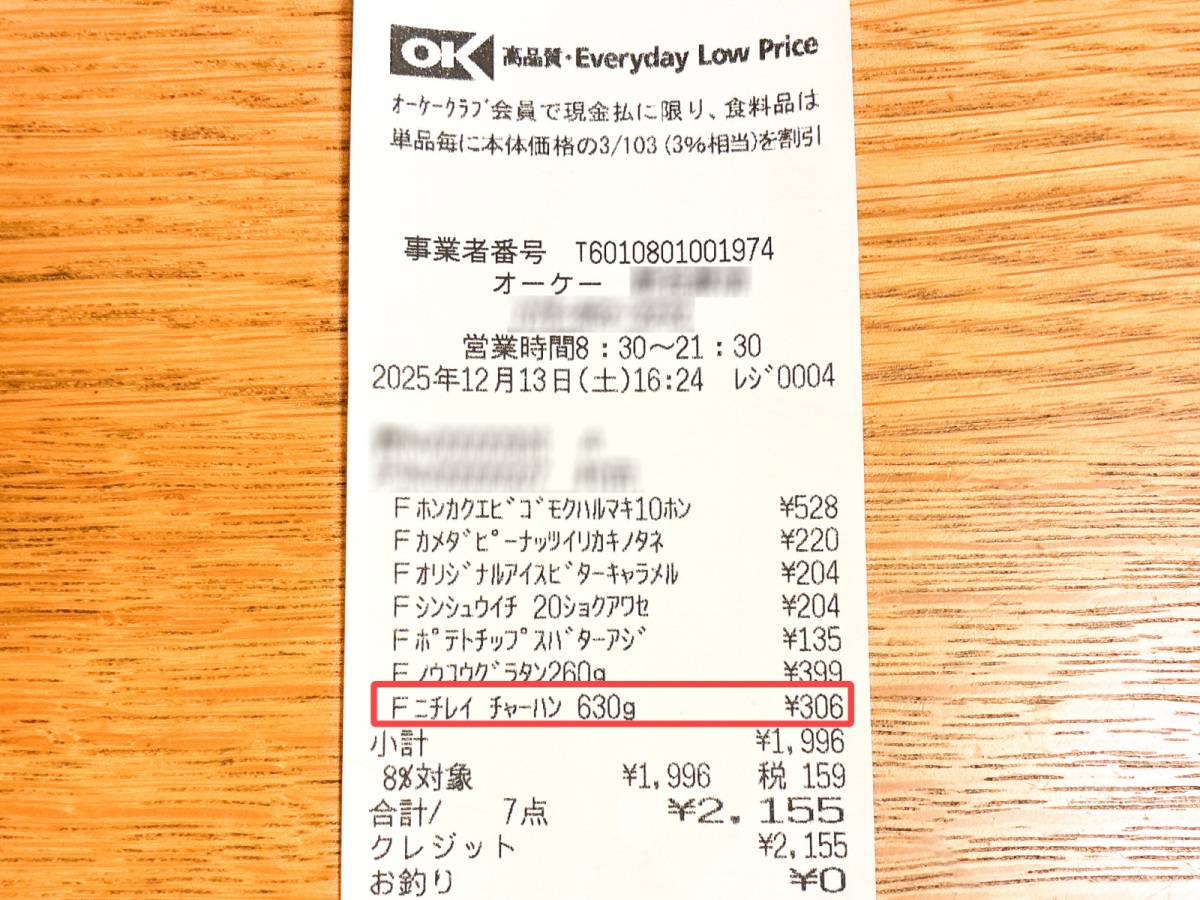 OK 高品質・Everyday Low Price
オーケークラブ会員で現金払に限り、食料品は
単品毎に本体価格の3/103(3%相当)を割引
事業者番号 T6010801001974
オーケー
営業時間8:30〜21:30
2025年12月13日(土)16:24 レジ0004
Fホンカクエビゴモクハルマキ10ホン ¥528
Fカメダピーナッツイリカキノタネ ¥220
Fオリジナルアイスビターキャラメル ¥204
Fシンシュウイチ 20ショクアワセ ¥204
Fポテトチップスバターアジ ¥135
Fノウコウグラタン260g ¥399
Fニチレイ チャーハン 630g ¥306
小計 ¥1,996
8%対象 ¥1,996 税 159
合計/ 7点 ¥2,155
クレジット ¥2,155
お釣り ¥0